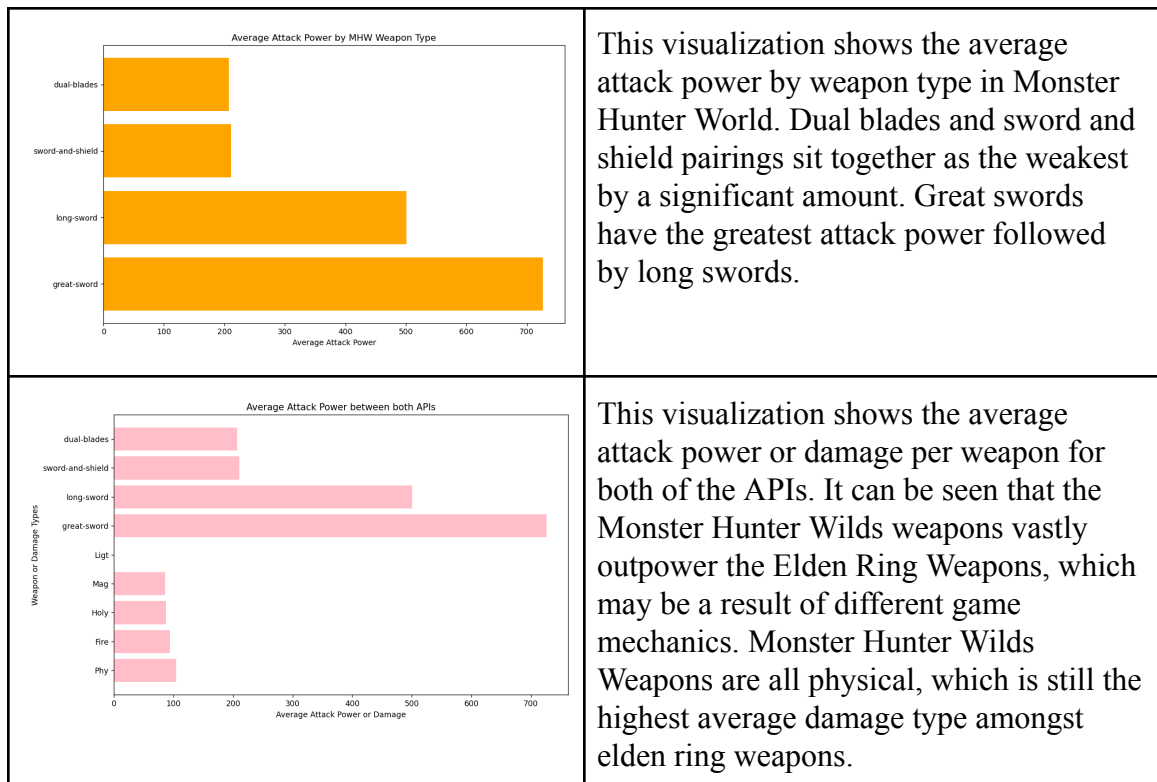 Average Attack Power by MHW Weapon Type
dual-blades
sword-and-shield
long-sword
great-sword
0 100 200 300 400 500 600 700
Average Attack Power
This visualization shows the average
attack power by weapon type in Monster
Hunter World. Dual blades and sword and
shield pairings sit together as the weakest
by a significant amount. Great swords
have the greatest attack power followed
by long swords.
Average Attack Power between both APIs
Weapon or Damage Types
dual-blades
sword-and-shield
long-sword
great-sword
Ligt
Mag
Holy
Fire
Phy
0 100 200 300 400 500 600 700
Average Attack Power or Damage
This visualization shows the average
attack power or damage per weapon for
both of the APIs. It can be seen that the
Monster Hunter Wilds weapons vastly
outpower the Elden Ring Weapons, which
may be a result of different game
mechanics. Monster Hunter Wilds
Weapons are all physical, which is still the
highest average damage type amongst
elden ring weapons.